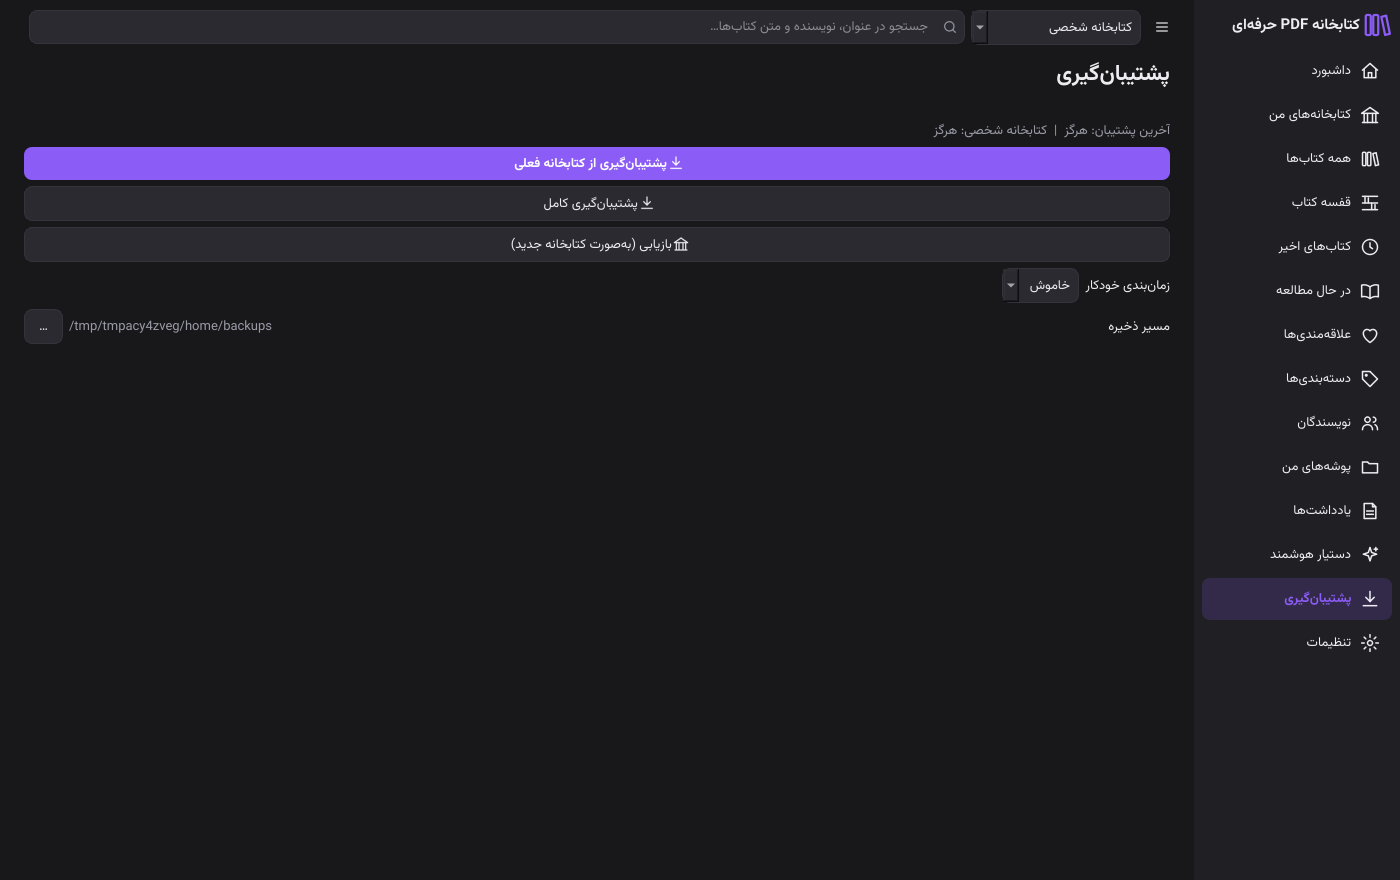 کتابخانه PDF حرفه‌ای
داشبورد
کتابخانه‌های من
همه کتاب‌ها
قفسه کتاب
کتاب‌های اخیر
در حال مطالعه
علاقه‌مندی‌ها
دسته‌بندی‌ها
نویسندگان
پوشه‌های من
یادداشت‌ها
دستیار هوشمند
پشتیبان‌گیری
تنظیمات
کتابخانه شخصی
جستجو در عنوان، نویسنده و متن کتاب‌ها...
پشتیبان‌گیری
آخرین پشتیبان: هرگز | کتابخانه شخصی: هرگز
پشتیبان‌گیری از کتابخانه فعلی
پشتیبان‌گیری کامل
بازیابی (به‌صورت کتابخانه جدید)
زمان‌بندی خودکار خاموش
مسیر ذخیره /tmp/tmpacy4zveg/home/backups ...